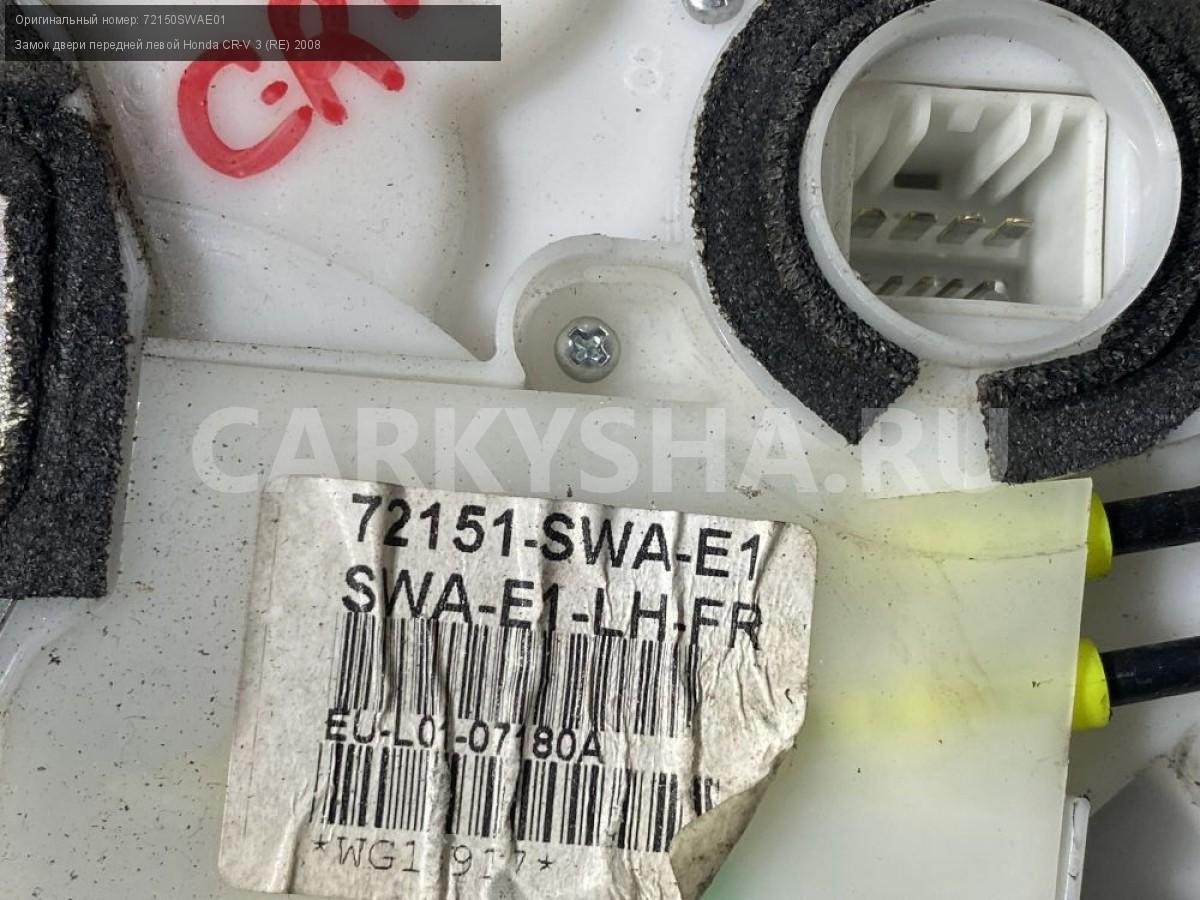 Оригинальный номер: 72150SWAE01
Замок двери передней левой Honda CR-V 3 (RE) 2008
CARKYSHA.RU
72151-SWA-E1
SWA-E1-LH-FR
EU-L01-07180A